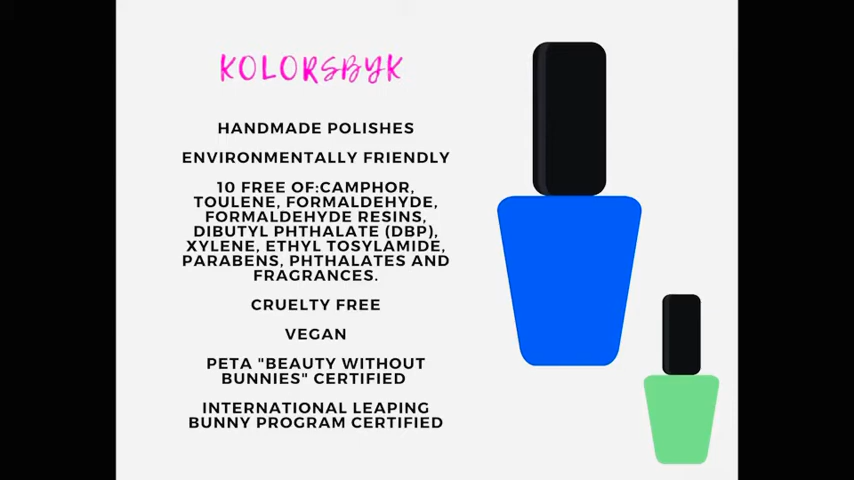 KOLORSBYK
HANDMADE POLISHES
ENVIRONMENTALLY FRIENDLY
10 FREE OF:CAMPHOR,
TOULENE, FORMALDEHYDE,
FORMALDEHYDE RESINS,
DIBUTYL PHTHALATE (DBP),
XYLENE, ETHYL TOSYLAMIDE,
PARABENS, PHTHALATES AND
FRAGRANCES.
CRUELTY FREE
VEGAN
PETA "BEAUTY WITHOUT
BUNNIES" CERTIFIED
INTERNATIONAL LEAPING
BUNNY PROGRAM CERTIFIED